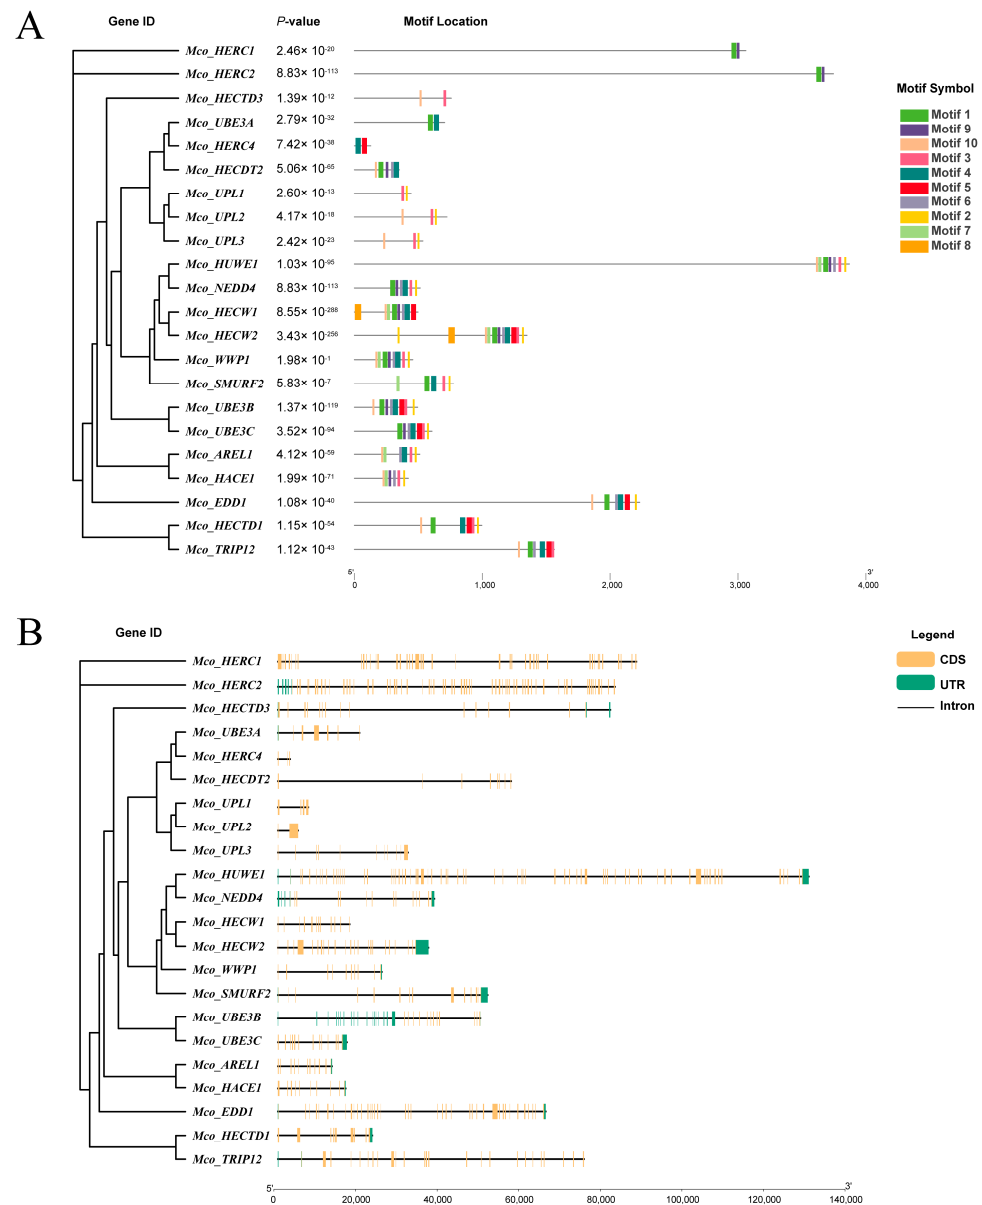 A
Gene ID P-value Motif Location
Mco_HERC1 2.46× 10-20
Mco_HERC2 8.83× 10-113
Mco_HECTD3 1.39× 10-12
Mco_UBE3A 2.79× 10-32
Mco_HERC4 7.42× 10-38
Mco_HECDT2 5.06× 10-65
Mco_UPL1 2.60× 10-13
Mco_UPL2 4.17× 10-18
Mco_UPL3 2.42× 10-23
Mco_HUWE1 1.03× 10-95
Mco_NEDD4 8.83× 10-113
Mco_HECW1 8.55× 10-288
Mco_HECW2 3.43× 10-256
Mco_WWP1 1.98× 10-1
Mco_SMURF2 5.83× 10-7
Mco_UBE3B 1.37× 10-119
Mco_UBE3C 3.52× 10-94
Mco_AREL1 4.12× 10-59
Mco_HACE1 1.99× 10-71
Mco_EDD1 1.08× 10-40
Mco_HECTD1 1.15× 10-54
Mco_TRIP12 1.12× 10-43
5' 3'
0 1,000 2,000 3,000 4,000
Motif Symbol
Motif 1
Motif 9
Motif 10
Motif 3
Motif 4
Motif 5
Motif 6
Motif 2
Motif 7
Motif 8
B
Gene ID
Mco_HERC1
Mco_HERC2
Mco_HECTD3
Mco_UBE3A
Mco_HERC4
Mco_HECDT2
Mco_UPL1
Mco_UPL2
Mco_UPL3
Mco_HUWE1
Mco_NEDD4
Mco_HECW1
Mco_HECW2
Mco_WWP1
Mco_SMURF2
Mco_UBE3B
Mco_UBE3C
Mco_AREL1
Mco_HACE1
Mco_EDD1
Mco_HECTD1
Mco_TRIP12
5' 3'
0 20,000 40,000 60,000 80,000 100,000 120,000 140,000
Legend
CDS
UTR
Intron